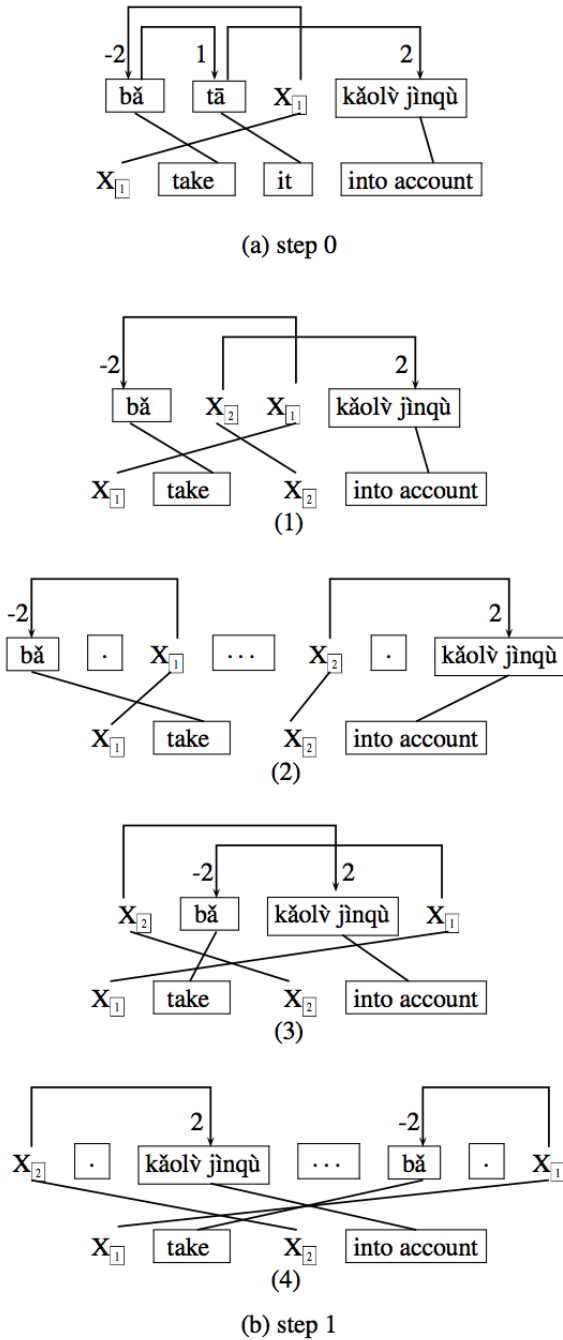 -2 1 2
bǎ tā X1 kǎolǜ jìnqù
X1 take it into account
(a) step 0
-2 2
bǎ X2 X1 kǎolǜ jìnqù
X1 take X2 into account
(1)
-2 2
bǎ . X1 ... X2 . kǎolǜ jìnqù
X1 take X2 into account
(2)
-2 2
X2 bǎ kǎolǜ jìnqù X1
X1 take X2 into account
(3)
2 -2
X2 . kǎolǜ jìnqù ... bǎ . X1
X1 take X2 into account
(4)
(b) step 1